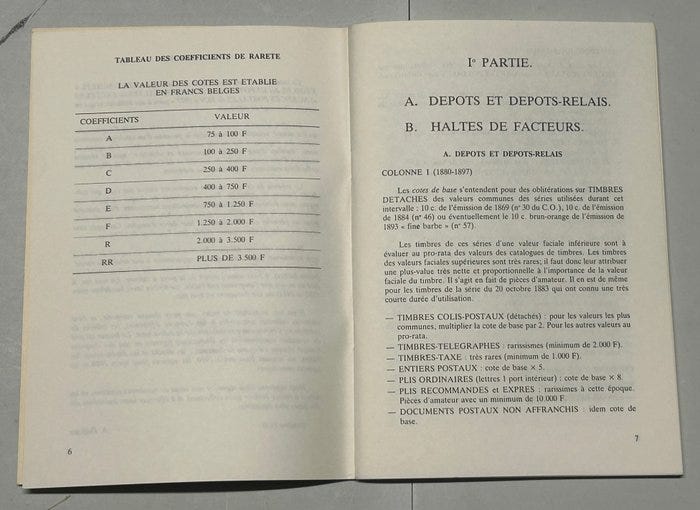 TABLEAU DES COEFFICIENTS DE RARETE
LA VALEUR DES COTES EST ETABLIE
EN FRANCS BELGES
COEFFICIENTS VALEUR
A 75 à 100 F
B 100 à 250 F
C 250 à 400 F
D 400 à 750 F
E 750 à 1 250 F
F 1.250 à 2.000 F
R 2.000 à 3.500 F
RR PLUS DE 3.500 F
6
I° PARTIE.
A. DEPOTS ET DEPOTS-RELAIS.
B. HALTES DE FACTEURS.
A. DEPOTS ET DEPOTS-RELAIS
COLONNE 1 (1880-1897)
Les cotes de base s'entendent pour des oblitérations sur TIMBRES
DETACHES des valeurs communes des séries utilisées durant cet
intervalle : 10 c. de l'émission de 1869 (n° 30 du C.O.), 10 c. de l'émission
de 1884 (n° 46) ou éventuellement le 10 c. brun-orange de l'émission de
1893 « fine barbe » (n° 57).
Les timbres de ces séries d'une valeur faciale inférieure sont à
évaluer au pro-rata des valeurs des catalogues de timbres. Les timbres
des valeurs faciales supérieures sont très rares; il faut donc leur attribuer
une plus-value très nette et proportionnelle à l'importance de la valeur
faciale du timbre. Il s'agit en fait de pièces d'amateur. Il en est de même
pour les timbres de la série du 20 octobre 1883 qui ont connu une très
courte durée d'utilisation.
— TIMBRES COLIS-POSTAUX (détachés) : pour les valeurs les plus
communes, multiplier la cote de base par 2. Pour les autres valeurs au
pro-rata.
— TIMBRES-TELEGRAPHES : rarissismes (minimum de 2.000 F).
— TIMBRES-TAXE : très rares (minimum de 1.000 F).
— ENTIERS POSTAUX : cote de base × 5.
— PLIS ORDINAIRES (lettres 1 port intérieur) : cote de base × 8.
— PLIS RECOMMANDES et EXPRES : rarissimes à cette époque.
Pièces d'amateur avec un minimum de 10.000 F.
— DOCUMENTS POSTAUX NON AFFRANCHIS : idem cote de
base.
7